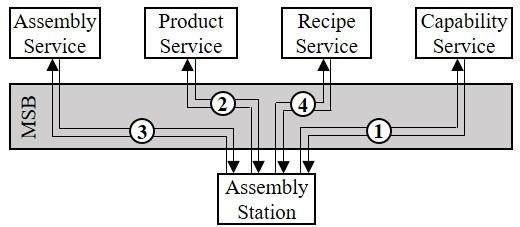 Assembly
Service
Product
Service
Recipe
Service
Capability
Service
MSB
2
4
3
1
Assembly
Station